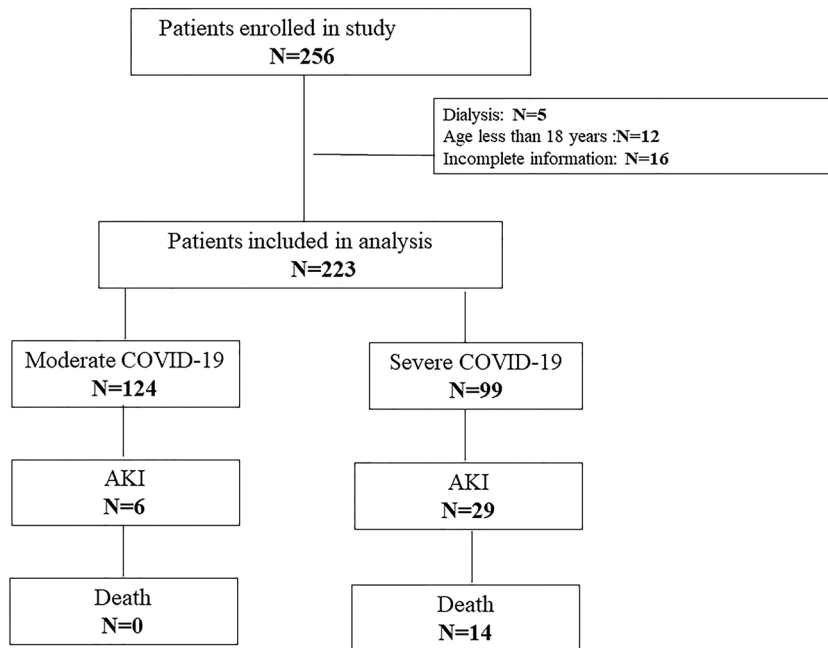 Patients enrolled in study
N=256
Dialysis: N=5
Age less than 18 years :N=12
Incomplete information: N=16
Patients included in analysis
N=223
Moderate COVID-19
N=124
Severe COVID-19
N=99
AKI
N=6
AKI
N=29
Death
N=0
Death
N=14